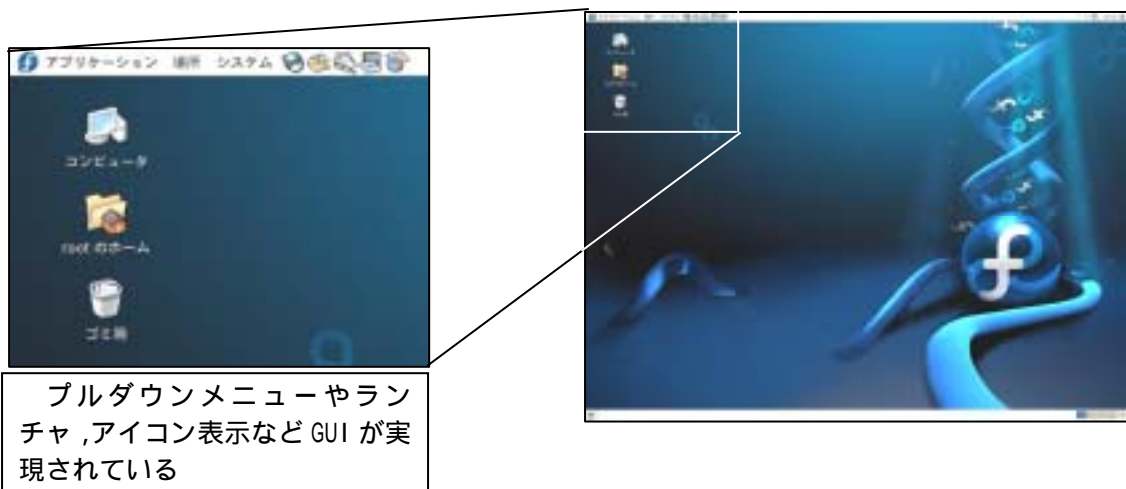 アプリケーション 場所 システム
コンピュータ
root のホーム
ゴミ箱
プルダウンメニューやラン
チャ,アイコン表示など GUI が実
現されている